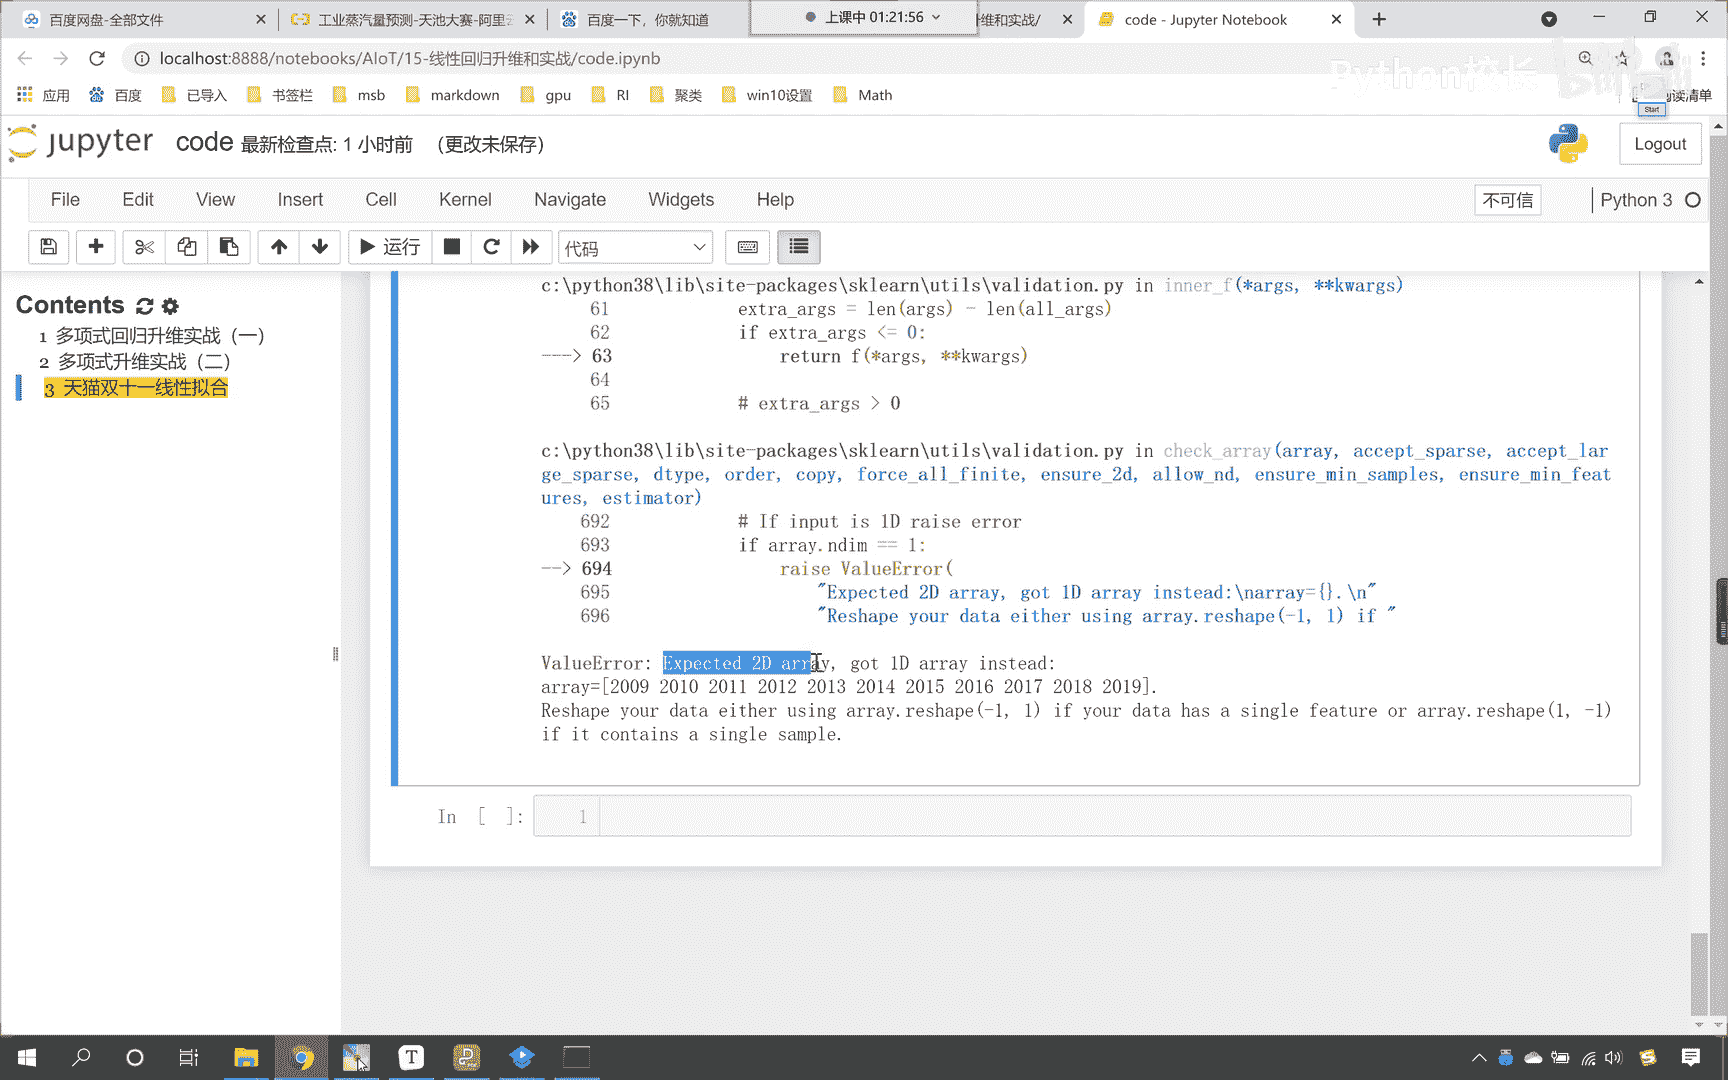 百度网盘-全部文件
工业蒸汽量预测-天池大赛-阿里云
百度一下，你就知道
上课中 01:21:56
维和实战/
code - Jupyter Notebook
localhost:8888/notebooks/AIoT/15-线性回归升维和实战/code.ipynb
Python校长
应用 百度 已导入 书签栏 msb markdown gpu RI 聚类 win10设置 Math
阅读清单
Start
jupyter code 最新检查点: 1 小时前 (更改未保存)
Logout
File Edit View Insert Cell Kernel Navigate Widgets Help
不可信
Python 3
运行
代码
Contents
1 多项式回归升维实战（一）
2 多项式升维实战（二）
3 天猫双十一线性拟合
c:\python38\lib\site-packages\sklearn\utils\validation.py in inner_f(*args, **kwargs)
61 extra_args = len(args) - len(all_args)
62 if extra_args <= 0:
---> 63 return f(*args, **kwargs)
64
65 # extra_args > 0
c:\python38\lib\site-packages\sklearn\utils\validation.py in check_array(array, accept_sparse, accept_lar
ge_sparse, dtype, order, copy, force_all_finite, ensure_2d, allow_nd, ensure_min_samples, ensure_min_feat
ures, estimator)
692 # If input is 1D raise error
693 if array.ndim == 1:
--> 694 raise ValueError(
695 "Expected 2D array, got 1D array instead:\narray={}.\n"
696 "Reshape your data either using array.reshape(-1, 1) if "
ValueError: Expected 2D array, got 1D array instead:
array=[2009 2010 2011 2012 2013 2014 2015 2016 2017 2018 2019].
Reshape your data either using array.reshape(-1, 1) if your data has a single feature or array.reshape(1, -1)
if it contains a single sample.
In [ ]:
1